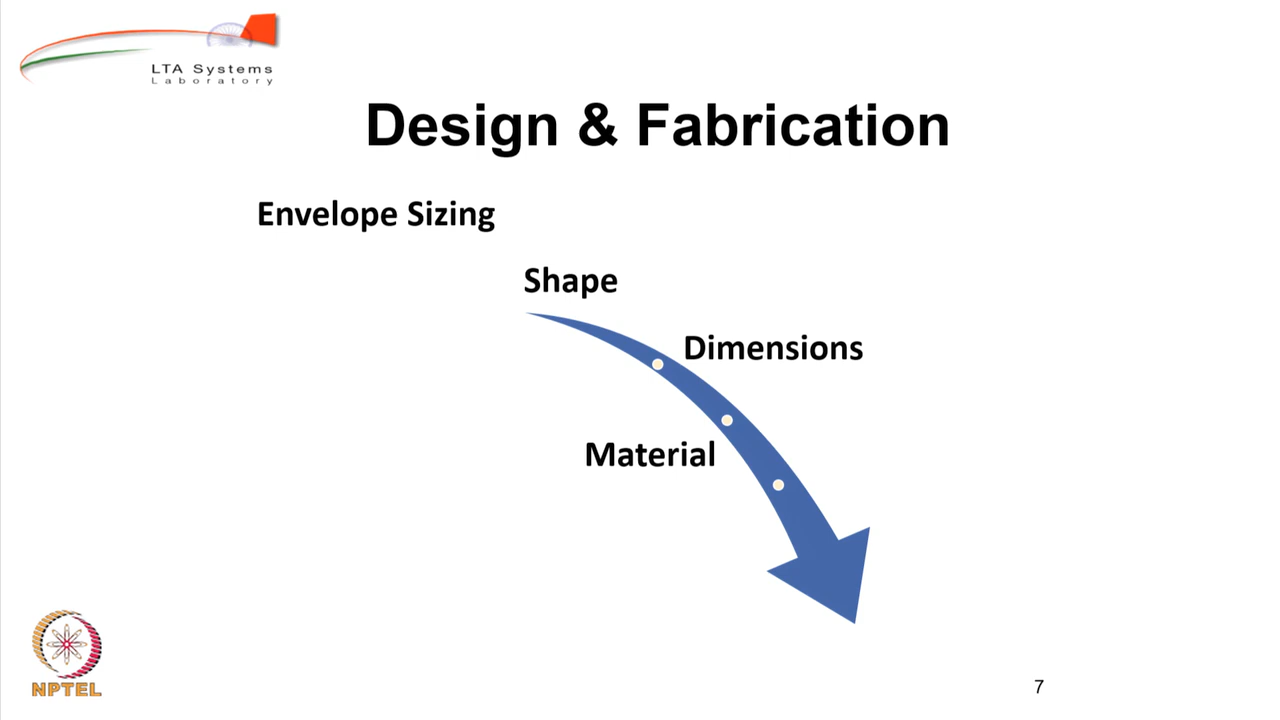 LTA Systems
Laboratory
Design & Fabrication
Envelope Sizing
Shape
Dimensions
Material
NPTEL
7